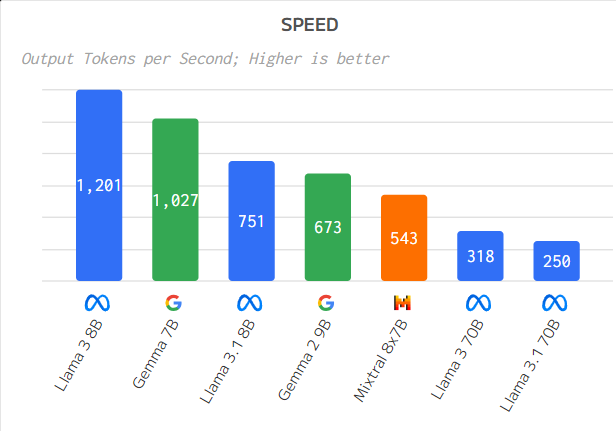 SPEED
Output Tokens per Second; Higher is better
1,201
1,027
751
673
543
318
250
Llama 3 8B
Gemma 7B
Llama 3.1 8B
Gemma 2 9B
Mixtral 8x7B
Llama 3 70B
Llama 3.1 70B